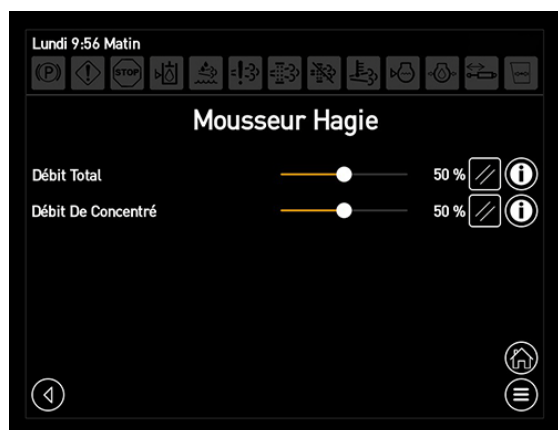 Lundi 9:56 Matin
STOP
Mousseur Hagie
Débit Total 50 %
Débit De Concentré 50 %